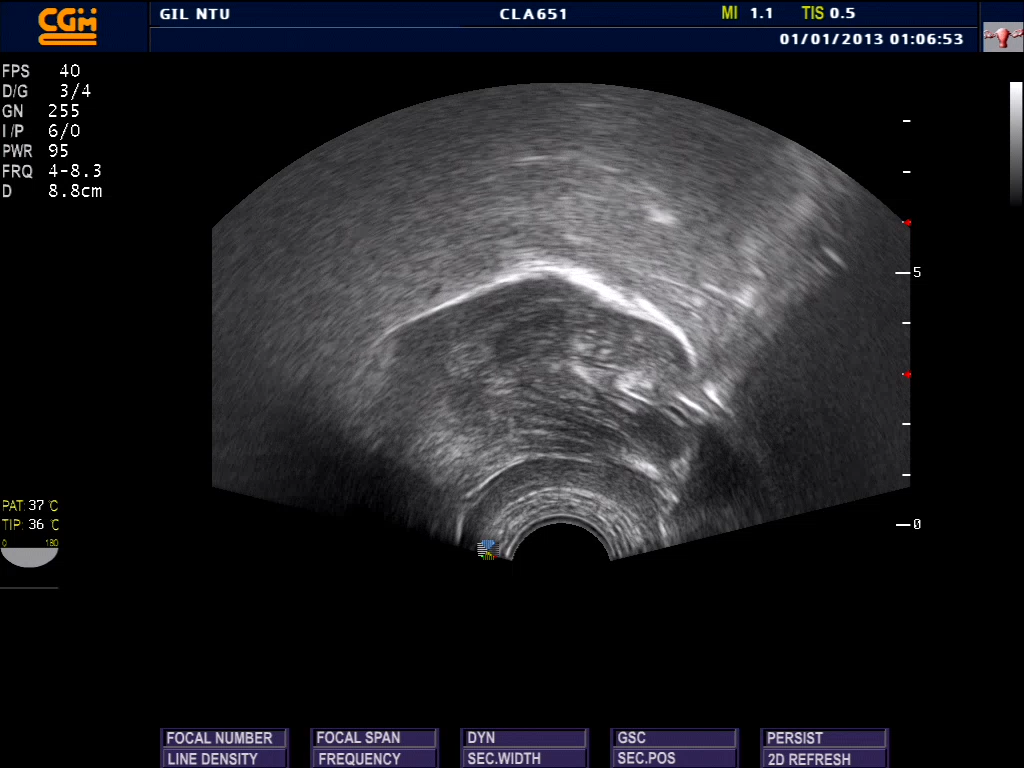 CGM
GIL NTU CLA651 MI 1.1 TIS 0.5
01/01/2013 01:06:53
FPS 40
D/G 3/4
GN 255
I/P 6/0
PWR 95
FRQ 4-8.3
D 8.8cm
5
PAT: 37 °C
TIP: 36 °C
0 180
0
FOCAL NUMBER FOCAL SPAN DYN GSC PERSIST
LINE DENSITY FREQUENCY SEC.WIDTH SEC.POS 2D REFRESH